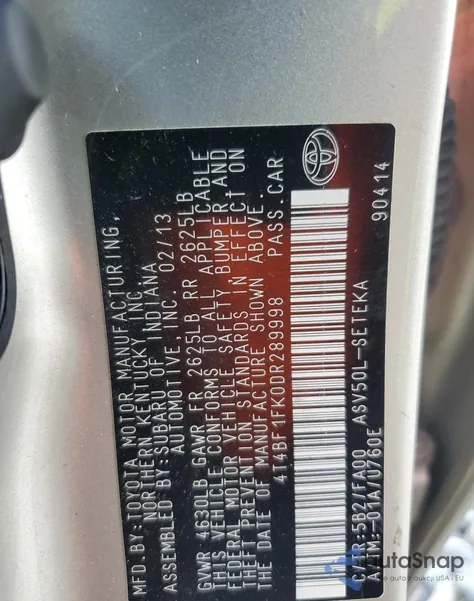 MFD. BY:TOYOTA MOTOR MANUFACTURING,
NORTHERN KENTUCKY INC
ASSEMBLED BY:SUBARU OF INDIANA
AUTOMOTIVE, INC. 02/13
GVWR 4630LB GAWR FR 2625LB RR 2625LB
THIS VEHICLE CONFORMS TO ALL APPLICABLE
FEDERAL MOTOR VEHICLE SAFETY, BUMPER AND
THEFT PREVENTION STANDARDS IN EFFECT ON
THE DATE OF MANUFACTURE SHOWN ABOVE.
4T4BF1FK0DR289998 PASS.CAR
C/TR:5B2/FA00 ASV50L-SETEKA
A/TM:-01A/U760E 90414
utaSnap